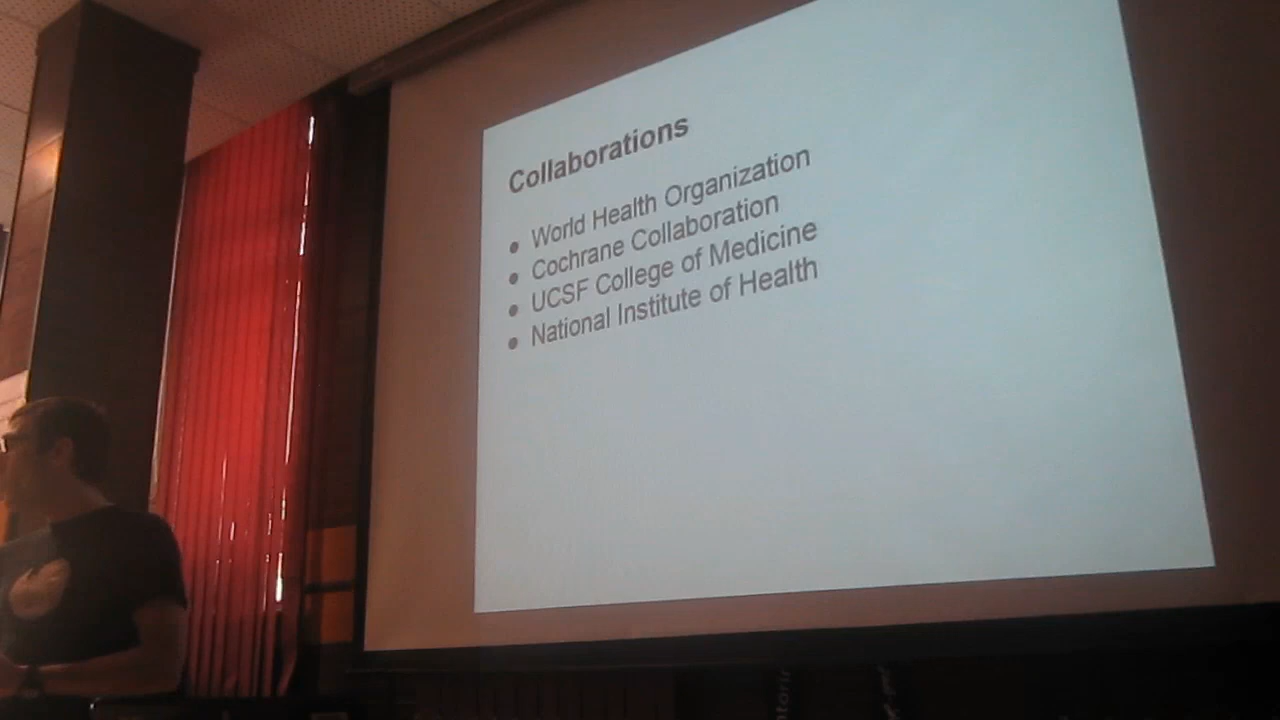 Collaborations
● World Health Organization
● Cochrane Collaboration
● UCSF College of Medicine
● National Institute of Health